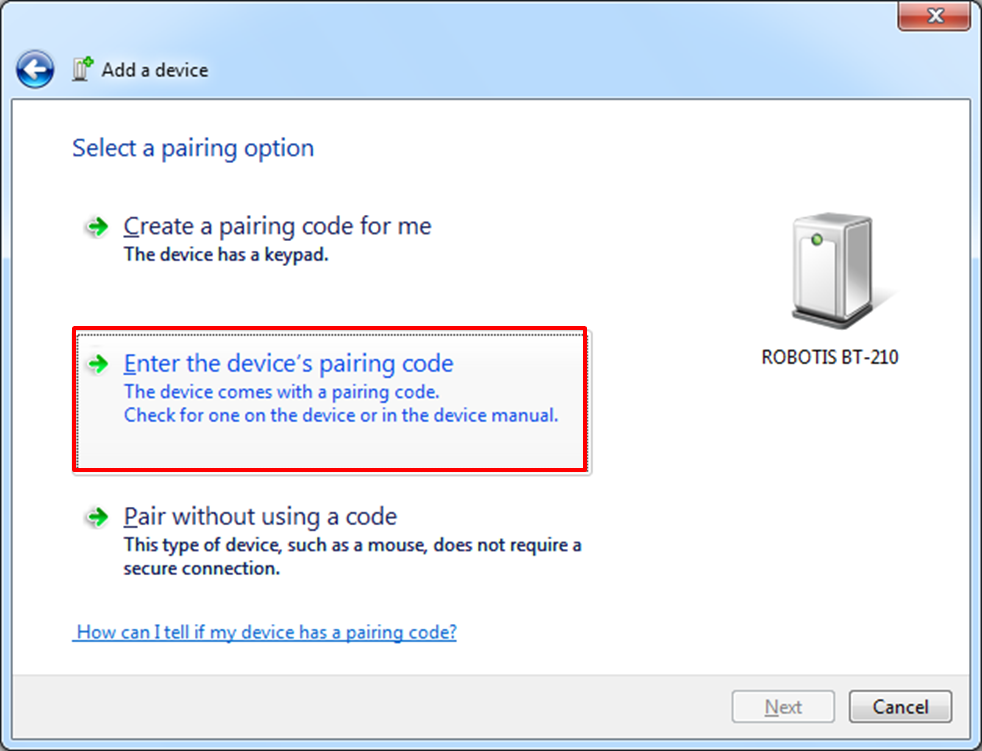 Add a device
Select a pairing option
Create a pairing code for me
The device has a keypad.
Enter the device's pairing code
The device comes with a pairing code.
Check for one on the device or in the device manual.
ROBOTIS BT-210
Pair without using a code
This type of device, such as a mouse, does not require a
secure connection.
How can I tell if my device has a pairing code?
Next
Cancel